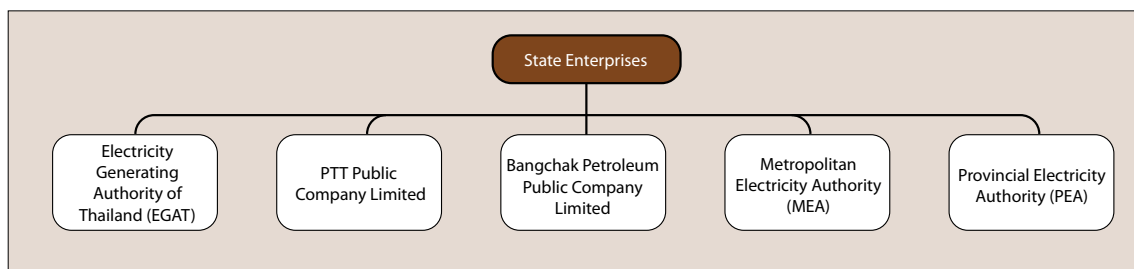 State Enterprises
Electricity
Generating
Authority of
Thailand (EGAT)
PTT Public
Company Limited
Bangchak Petroleum
Public Company
Limited
Metropolitan
Electricity Authority
(MEA)
Provincial Electricity
Authority (PEA)